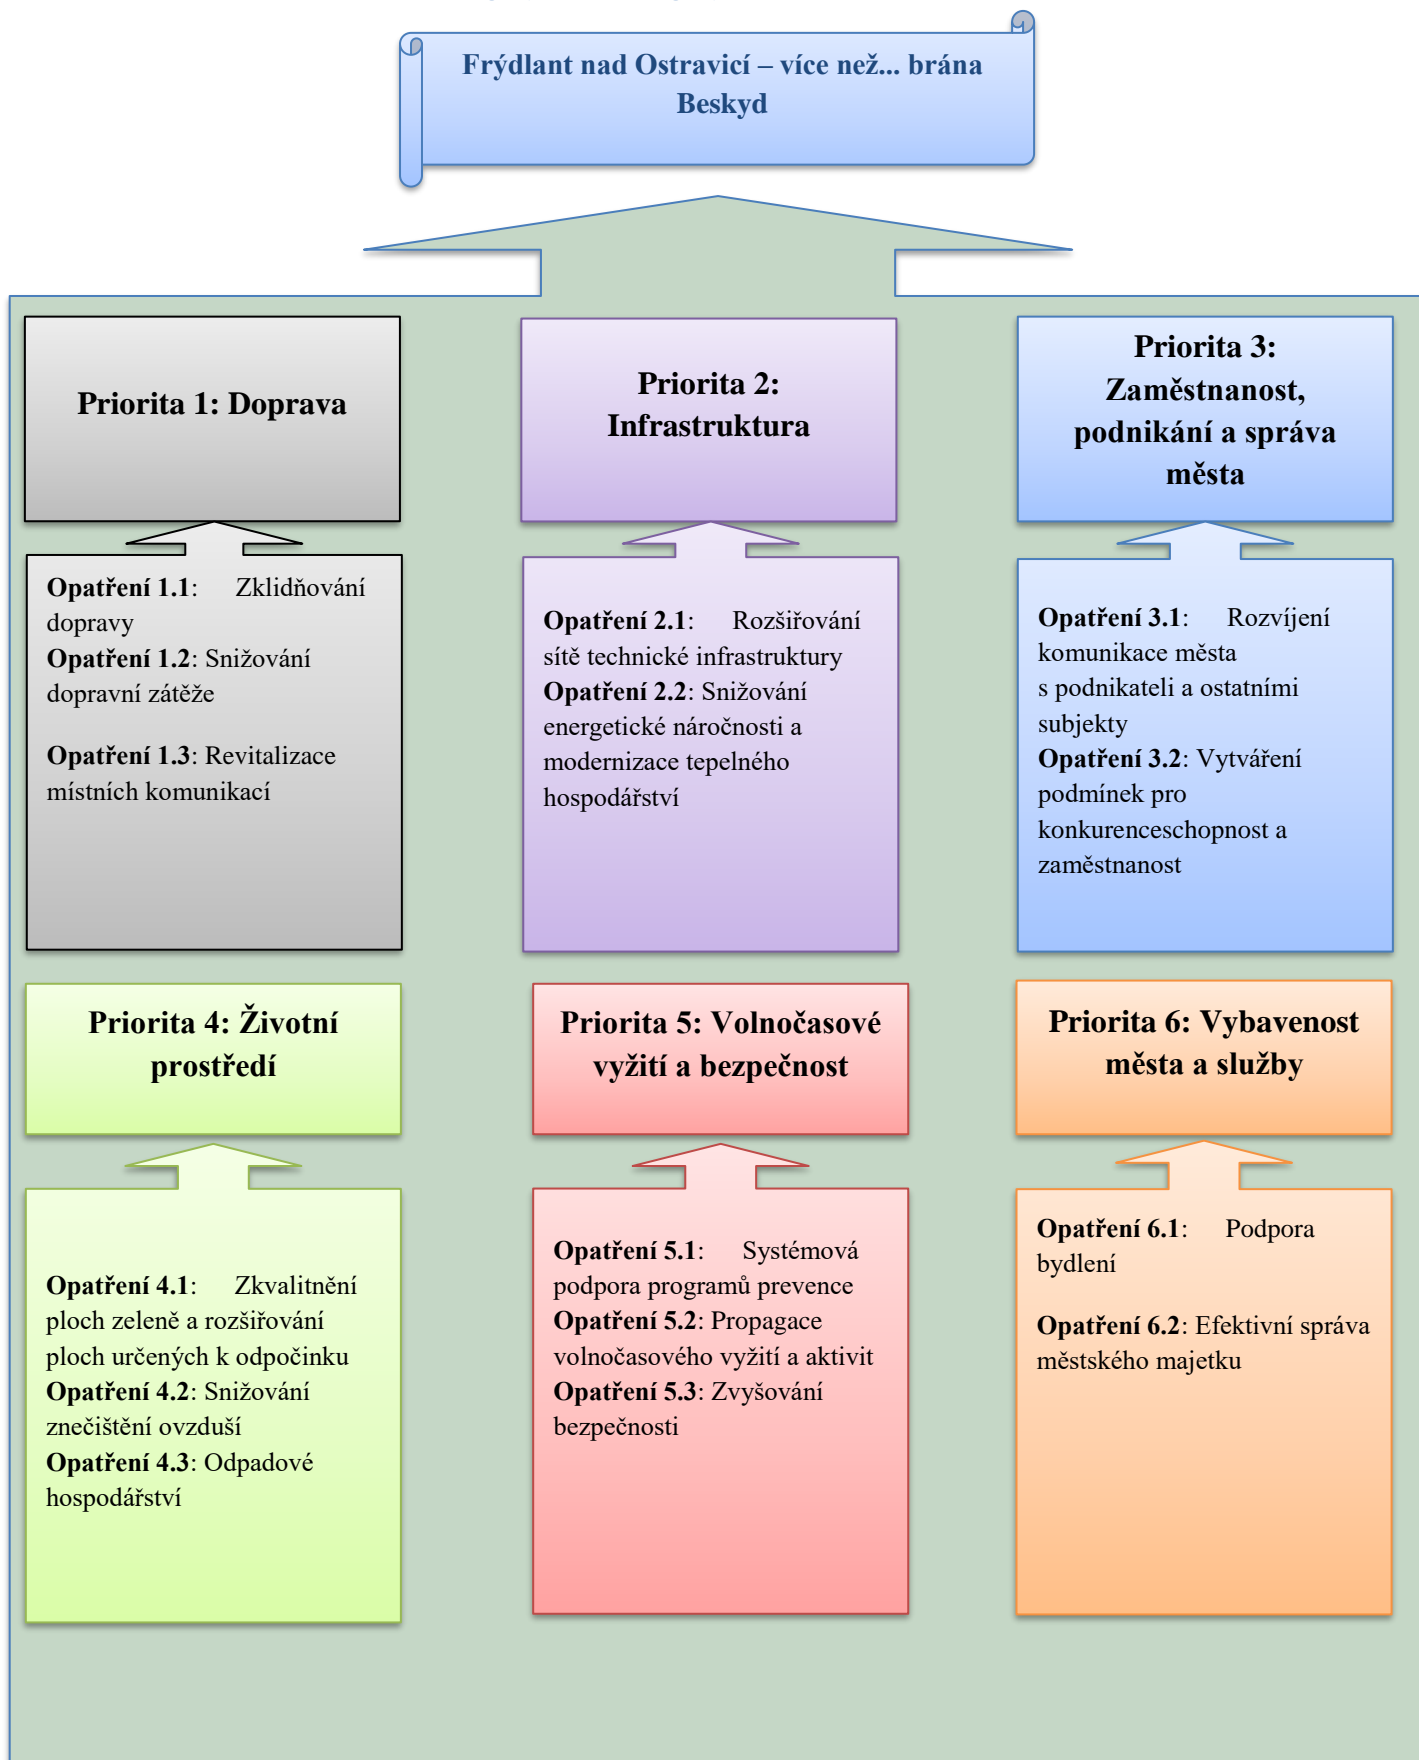 Frýdlant nad Ostravicí – více než... brána
Beskyd
Priorita 1: Doprava
Priorita 2:
Infrastruktura
Priorita 3:
Zaměstnanost,
podnikání a správa
města
Opatření 1.1: Zklidňování
dopravy
Opatření 1.2: Snižování
dopravní zátěže
Opatření 1.3: Revitalizace
místních komunikací
Opatření 2.1: Rozšiřování
sítě technické infrastruktury
Opatření 2.2: Snižování
energetické náročnosti a
modernizace tepelného
hospodářství
Opatření 3.1: Rozvíjení
komunikace města
s podnikateli a ostatními
subjekty
Opatření 3.2: Vytváření
podmínek pro
konkurenceschopnost a
zaměstnanost
Priorita 4: Životní
prostředí
Priorita 5: Volnočasové
vyžití a bezpečnost
Priorita 6: Vybavenost
města a služby
Opatření 4.1: Zkvalitnění
ploch zeleně a rozšiřování
ploch určených k odpočinku
Opatření 4.2: Snižování
znečištění ovzduší
Opatření 4.3: Odpadové
hospodářství
Opatření 5.1: Systémová
podpora programů prevence
Opatření 5.2: Propagace
volnočasového vyžití a aktivit
Opatření 5.3: Zvyšování
bezpečnosti
Opatření 6.1: Podpora
bydlení
Opatření 6.2: Efektivní správa
městského majetku